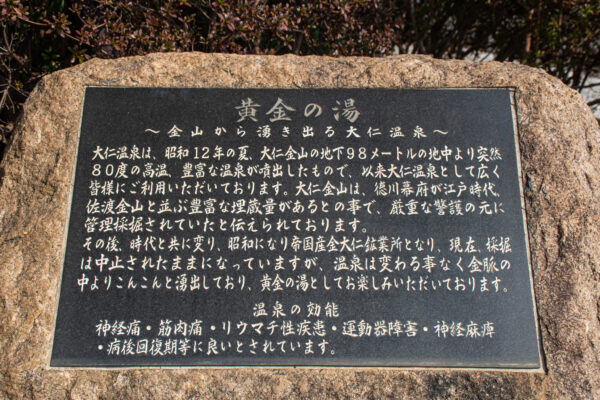 黄金の湯
～金山から湧き出る大仁温泉～
大仁温泉は、昭和12年の夏、大仁金山の地下98メートルの地中より突然
80度の高温、豊富な温泉が噴出したもので、以来大仁温泉として広く
皆様にご利用いただいております。大仁金山は、徳川幕府が江戸時代、
佐渡金山と並ぶ豊富な埋蔵量があるとの事で、厳重な警護の元に
管理採掘されていたと伝えられております。
その後、時代と共に変り、昭和になり帝国産金大仁鉱業所となり、現在、採掘
は中止されたままになっていますが、温泉は変わる事なく金脈の
中よりこんこんと湧出しており、黄金の湯としてお楽しみいただいております。
温泉の効能
神経痛・筋肉痛・リウマチ性疾患・運動器障害・神経麻痺
・病後回復期等に良いとされています。